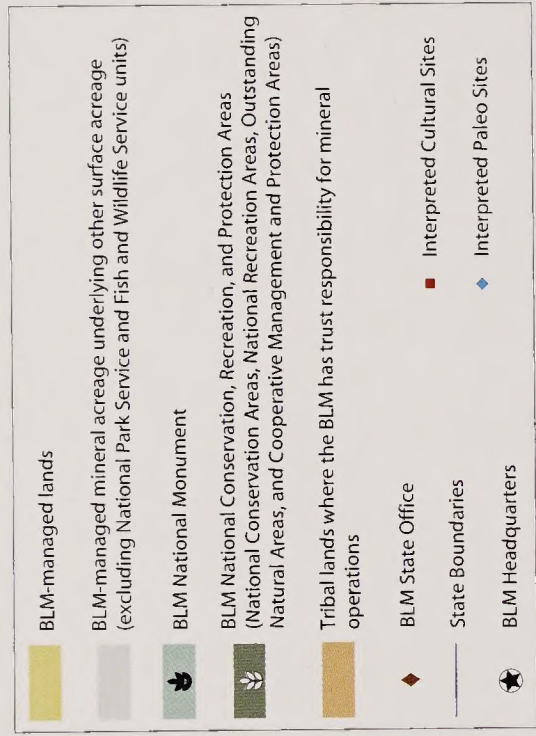 BLM-managed lands
BLM-managed mineral acreage underlying other surface acreage
(excluding National Park Service and Fish and Wildlife Service units)
BLM National Monument
BLM National Conservation, Recreation, and Protection Areas
(National Conservation Areas, National Recreation Areas, Outstanding
Natural Areas, and Cooperative Management and Protection Areas)
Tribal lands where the BLM has trust responsibility for mineral
operations
BLM State Office
State Boundaries
BLM Headquarters
Interpreted Cultural Sites
Interpreted Paleo Sites